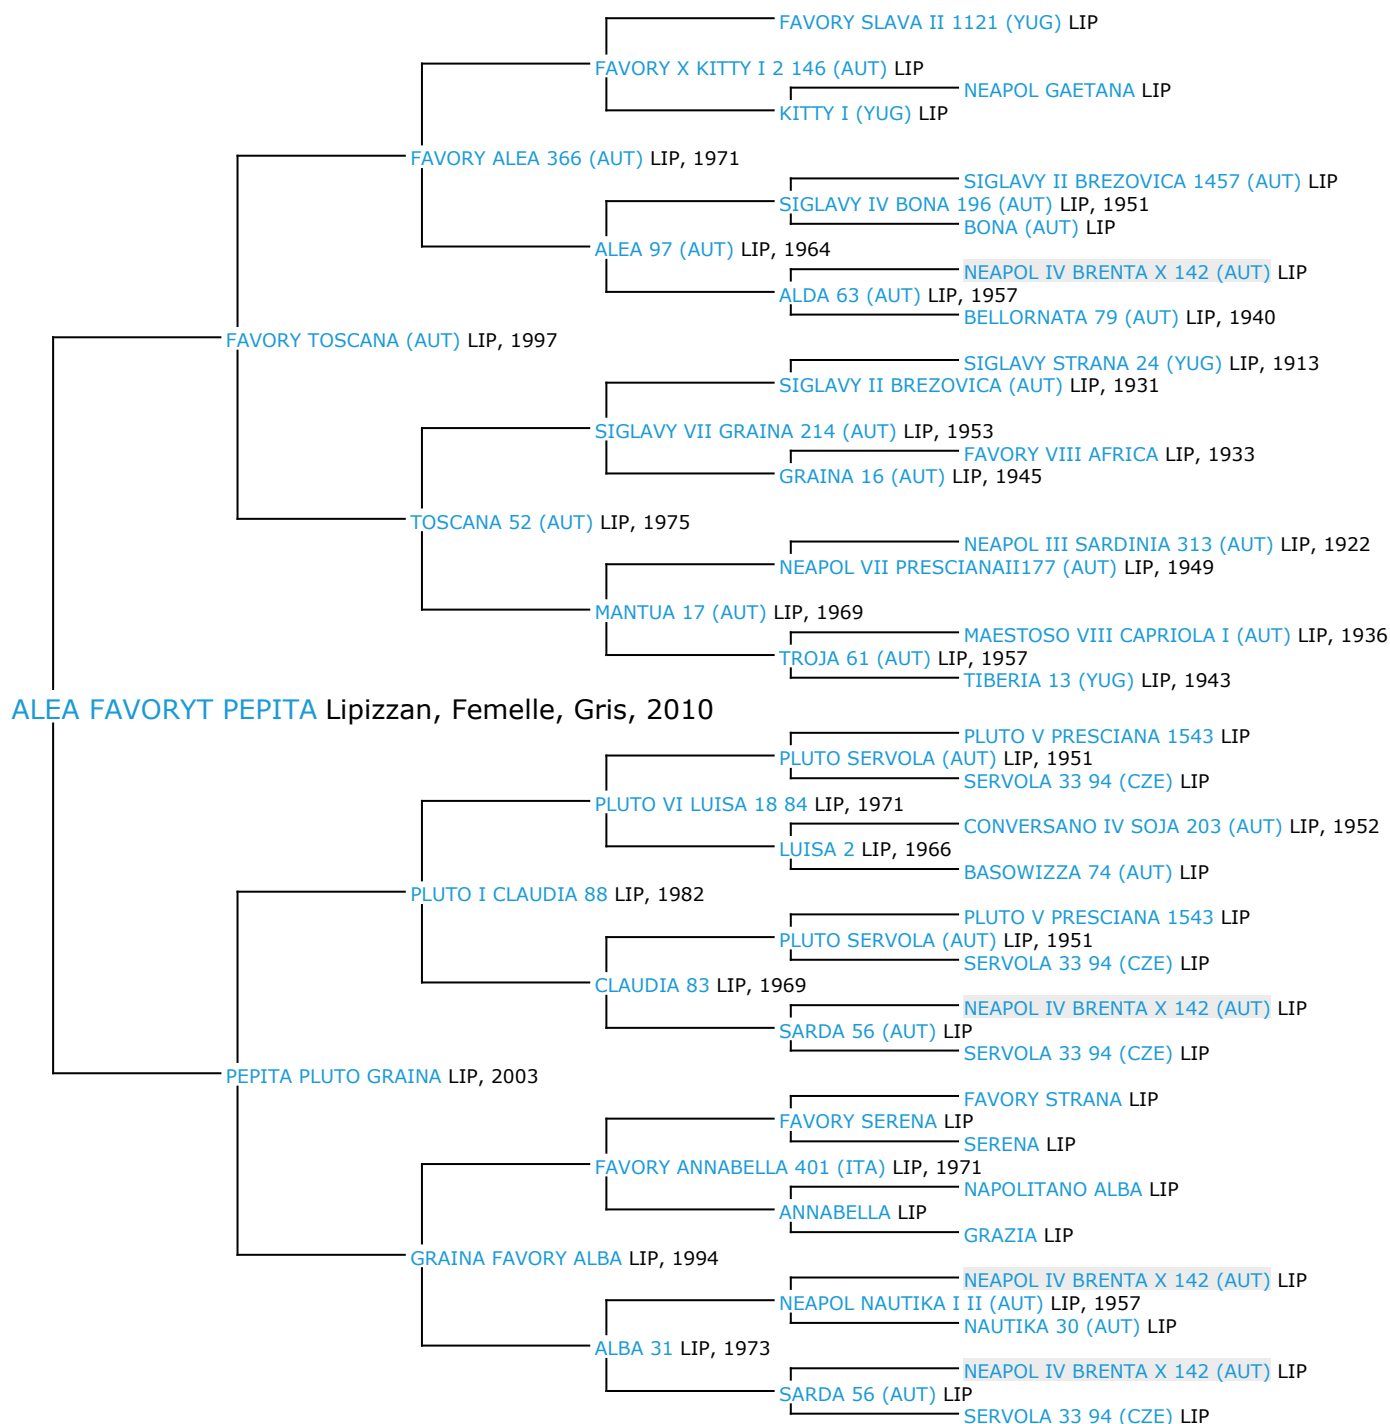 FAVORY SLAVA II 1121 (YUG) LIP
FAVORY X KITTY I 2 146 (AUT) LIP
NEAPOL GAETANA LIP
KITTY I (YUG) LIP
FAVORY ALEA 366 (AUT) LIP, 1971
SIGLAVY II BREZOVICA 1457 (AUT) LIP
SIGLAVY IV BONA 196 (AUT) LIP, 1951
BONA (AUT) LIP
ALEA 97 (AUT) LIP, 1964
NEAPOL IV BRENTA X 142 (AUT) LIP
ALDA 63 (AUT) LIP, 1957
BELLORNATA 79 (AUT) LIP, 1940
FAVORY TOSCANA (AUT) LIP, 1997
SIGLAVY STRANA 24 (YUG) LIP, 1913
SIGLAVY II BREZOVICA (AUT) LIP, 1931
SIGLAVY VII GRAINA 214 (AUT) LIP, 1953
FAVORY VIII AFRICA LIP, 1933
GRAINA 16 (AUT) LIP, 1945
TOSCANA 52 (AUT) LIP, 1975
NEAPOL III SARDINIA 313 (AUT) LIP, 1922
NEAPOL VII PRESCIANAII177 (AUT) LIP, 1949
MANTUA 17 (AUT) LIP, 1969
MAESTOSO VIII CAPRIOLA I (AUT) LIP, 1936
TROJA 61 (AUT) LIP, 1957
TIBERIA 13 (YUG) LIP, 1943
ALEA FAVORYT PEPITA Lipizzan, Femelle, Gris, 2010
PLUTO V PRESCIANA 1543 LIP
PLUTO SERVOLA (AUT) LIP, 1951
SERVOLA 33 94 (CZE) LIP
PLUTO VI LUISA 18 84 LIP, 1971
CONVERSANO IV SOJA 203 (AUT) LIP, 1952
LUISA 2 LIP, 1966
BASOWIZZA 74 (AUT) LIP
PLUTO I CLAUDIA 88 LIP, 1982
PLUTO V PRESCIANA 1543 LIP
PLUTO SERVOLA (AUT) LIP, 1951
SERVOLA 33 94 (CZE) LIP
CLAUDIA 83 LIP, 1969
NEAPOL IV BRENTA X 142 (AUT) LIP
SARDA 56 (AUT) LIP
SERVOLA 33 94 (CZE) LIP
PEPITA PLUTO GRAINA LIP, 2003
FAVORY STRANA LIP
FAVORY SERENA LIP
SERENA LIP
FAVORY ANNABELLA 401 (ITA) LIP, 1971
NAPOLITANO ALBA LIP
ANNABELLA LIP
GRAZIA LIP
GRAINA FAVORY ALBA LIP, 1994
NEAPOL IV BRENTA X 142 (AUT) LIP
NEAPOL NAUTIKA I II (AUT) LIP, 1957
NAUTIKA 30 (AUT) LIP
ALBA 31 LIP, 1973
NEAPOL IV BRENTA X 142 (AUT) LIP
SARDA 56 (AUT) LIP
SERVOLA 33 94 (CZE) LIP